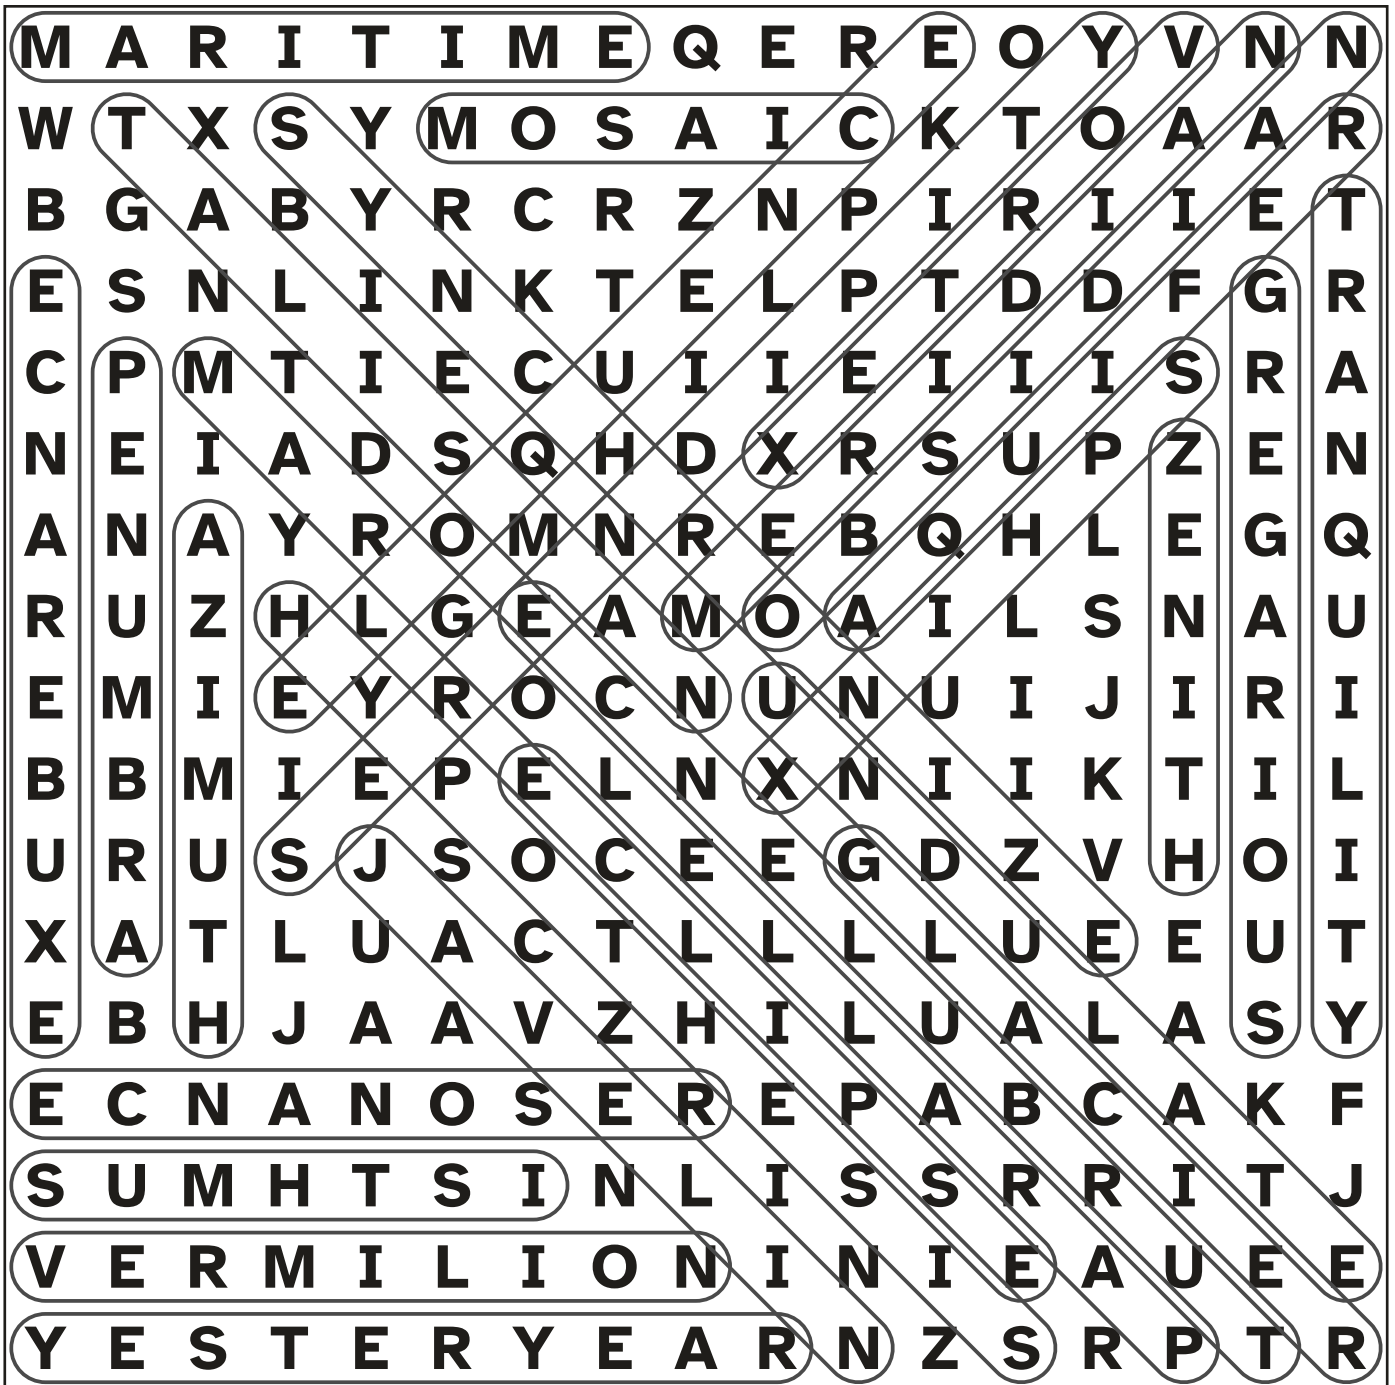 M A R I T I M E Q E R E O Y V N N
W T X S Y M O S A I C K T O A A R
B G A B Y R C R Z N P I R I I E T
E S N L I N K T E L P T D D F G R
C P M T I E C U I I E I I I S R A
N E I A D S Q H D X R S U P Z E N
A N A Y R O M N R E B Q H L E G Q
R U Z H L G E A M O A I L S N A U
E M I E Y R O C N U N U I J I R I
B B M I E P E L N X N I I K T I L
U R U S J S O C E E G D Z V H O I
X A T L U A C T L L L L U E E U T
E B H J A A V Z H I L U A L A S Y
E C N A N O S E R E P A B C A K F
S U M H T S I N L I S S R R I T J
V E R M I L I O N I N I E A U E E
Y E S T E R Y E A R N Z S R P T R